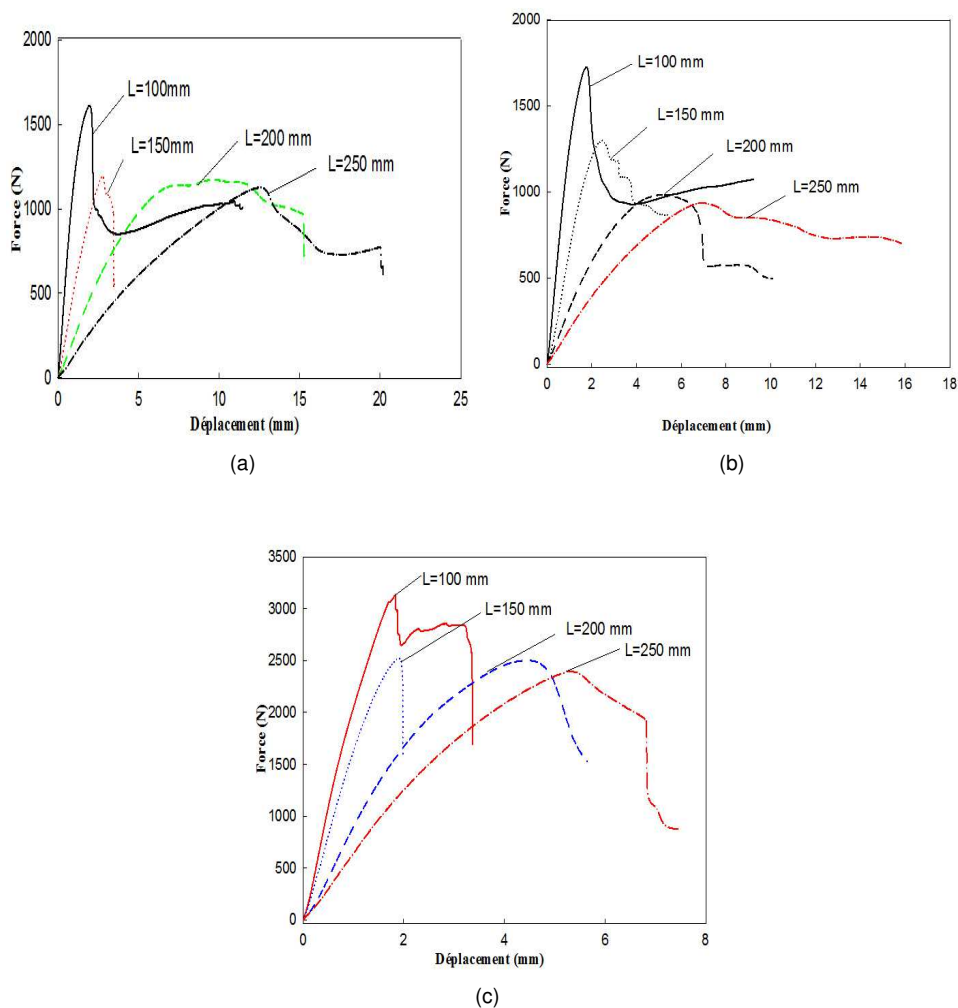 2000
1500
1000
500
0
Force (N)
L=100mm
L=150mm
L=200 mm
L=250 mm
0 5 10 15 20 25
Déplacement (mm)
(a)
2000
1500
1000
500
0
Force (N)
L=100 mm
L=150 mm
L=200 mm
L=250 mm
0 2 4 6 8 10 12 14 16 18
Déplacement (mm)
(b)
3500
3000
2500
2000
1500
1000
500
0
Force (N)
L=100 mm
L=150 mm
L=200 mm
L=250 mm
0 2 4 6 8
Déplacement (mm)
(c)